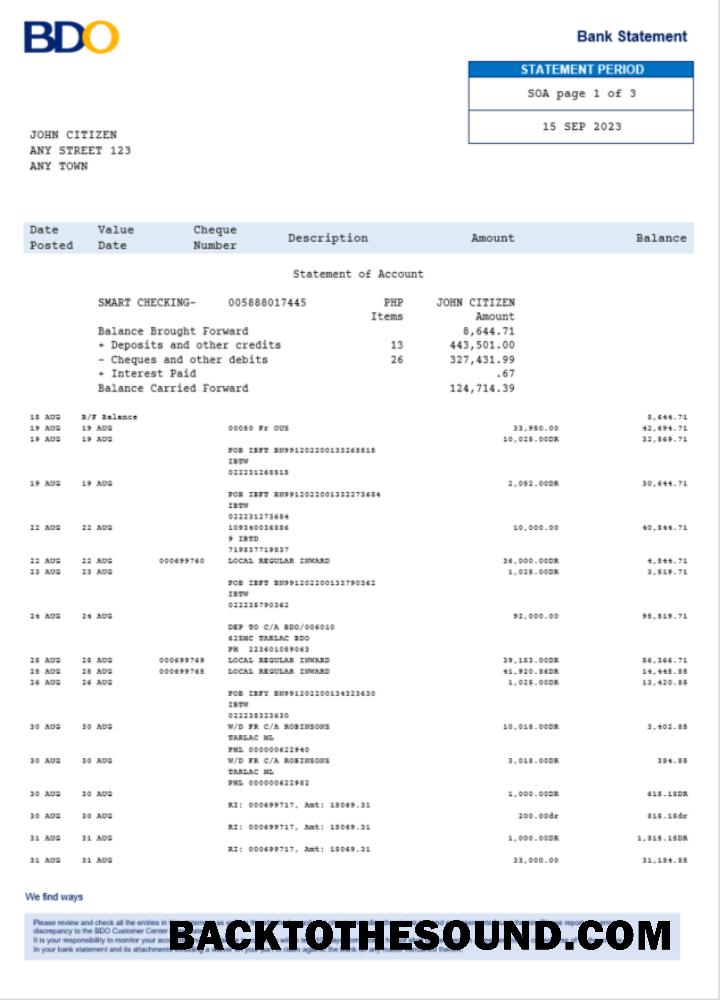 BDO
Bank Statement
STATEMENT PERIOD
SOA page 1 of 3
15 SEP 2023
JOHN CITIZEN
ANY STREET 123
ANY TOWN
Date Posted Value Date Cheque Number Description Amount Balance
Statement of Account
SMART CHECKING- 005888017445 PHP JOHN CITIZEN
Items Amount
Balance Brought Forward 8,644.71
+ Deposits and other credits 13 443,501.00
- Cheques and other debits 26 327,431.99
+ Interest Paid .67
Balance Carried Forward 124,714.39
15 AUG B/F Balance 8,644.71
19 AUG 19 AUG 00050 Fr OUS 33,950.00 42,694.71
19 AUG 19 AUG 10,025.00DR 32,569.71
POB IBFT BN991202200133268518
IBTW
022231268518
19 AUG 19 AUG 2,052.00DR 30,644.71
POB IBFT BN9912022001332273684
IBTW
022231273684
22 AUG 22 AUG 109340036886 10,000.00 40,544.71
9 IBTD
719837719837
22 AUG 22 AUG 000699760 LOCAL REGULAR INWARD 36,000.00DR 4,544.71
23 AUG 23 AUG 1,025.00DR 3,519.71
POB IBFT BN991202200133790362
IBTW
022235790362
24 AUG 24 AUG 92,000.00 95,519.71
DEP TO C/A BDO/006010
625HC TARLAC BDO
PH 223601059063
25 AUG 25 AUG 000699769 LOCAL REGULAR INWARD 39,153.00DR 56,366.71
25 AUG 25 AUG 000699768 LOCAL REGULAR INWARD 41,920.86DR 14,445.85
26 AUG 26 AUG 1,025.00DR 13,420.85
POB IBFY BN991202200134323630
IBTW
022238323630
30 AUG 30 AUG W/D FR C/A ROBINSONS 10,018.00DR 3,402.85
TARLAC ML
PHL 000000622940
30 AUG 30 AUG W/D FR C/A ROBINSONS 3,018.00DR 384.85
TARLAC ML
PHL 000000622982
30 AUG 30 AUG 1,000.00DR 615.15DR
RI: 000699717, Amt: 15069.31
30 AUG 30 AUG 200.00dr 815.15dr
RI: 000699717, Amt: 15069.31
31 AUG 31 AUG 1,000.00DR 1,815.15DR
RI: 000699717, Amt: 15069.31
31 AUG 31 AUG 33,000.00 31,184.85
We find ways
Please review and check all the entries in
discrepancy to the BDO Customer Center
It is your responsibility to monitor your
In your bank statement and its attachments
BACKTOTHESOUND.COM